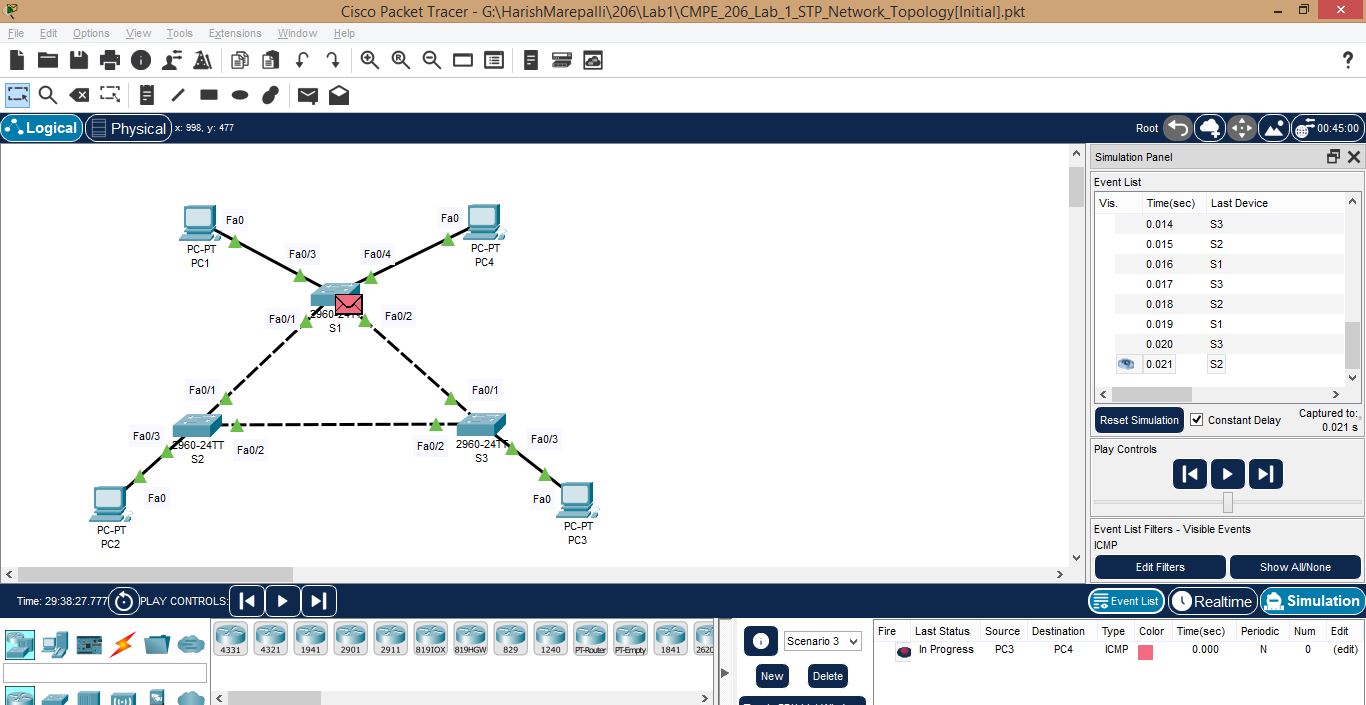 Cisco Packet Tracer - G:\HarishMarepalli\206\Lab1\CMPE_206_Lab_1_STP_Network_Topology[Initial].pkt
File Edit Options View Tools Extensions Window Help
Logical Physical x: 998, y: 477 Root 00:45:00
Simulation Panel
Event List
Vis. Time(sec) Last Device
0.014 S3
0.015 S2
0.016 S1
0.017 S3
0.018 S2
0.019 S1
0.020 S3
0.021 S2
Reset Simulation Constant Delay Captured to:
0.021 s
Play Controls
Event List Filters - Visible Events
ICMP
Edit Filters Show All/None
Fa0 Fa0
PC-PT PC-PT
PC1 PC4
Fa0/3 Fa0/4
2960-24TT
S1
Fa0/1 Fa0/2
Fa0/1 Fa0/1
Fa0/3 2960-24TT Fa0/2 Fa0/2 2960-24TT Fa0/3
S2 S3
Fa0 Fa0
PC-PT PC-PT
PC2 PC3
Time: 29:38:27.777 PLAY CONTROLS: Event List Realtime Simulation
4331 4321 1941 2901 2911 819IOX 819HGW 829 1240 PT-Router PT-Empty 1841 2620
Scenario 3
New Delete
Fire Last Status Source Destination Type Color Time(sec) Periodic Num Edit
In Progress PC3 PC4 ICMP 0.000 N 0 (edit)